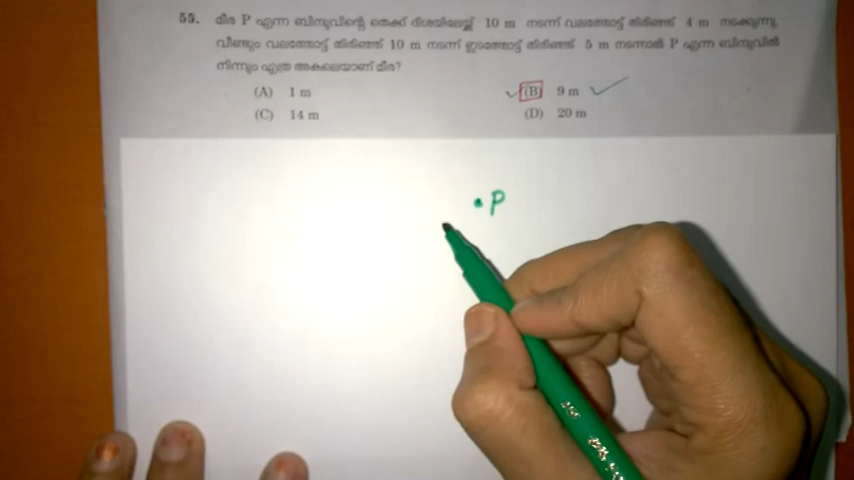 55. മീര P എന്ന ബിന്ദുവിന്റെ തെക്ക് ദിശയിലേയ്ക്ക് 10 m നടന്ന് വലത്തോട്ട് തിരിഞ്ഞ് 4 m നടക്കുന്നു.
വീണ്ടും വലത്തോട്ട് തിരിഞ്ഞ് 10 m നടന്ന് ഇടത്തോട്ട് തിരിഞ്ഞ് 5 m നടന്നാൽ P എന്ന ബിന്ദുവിൽ
നിന്നും എത്ര അകലെയാണ് മീര?
(A) 1 m (B) 9 m
(C) 14 m (D) 20 m
P